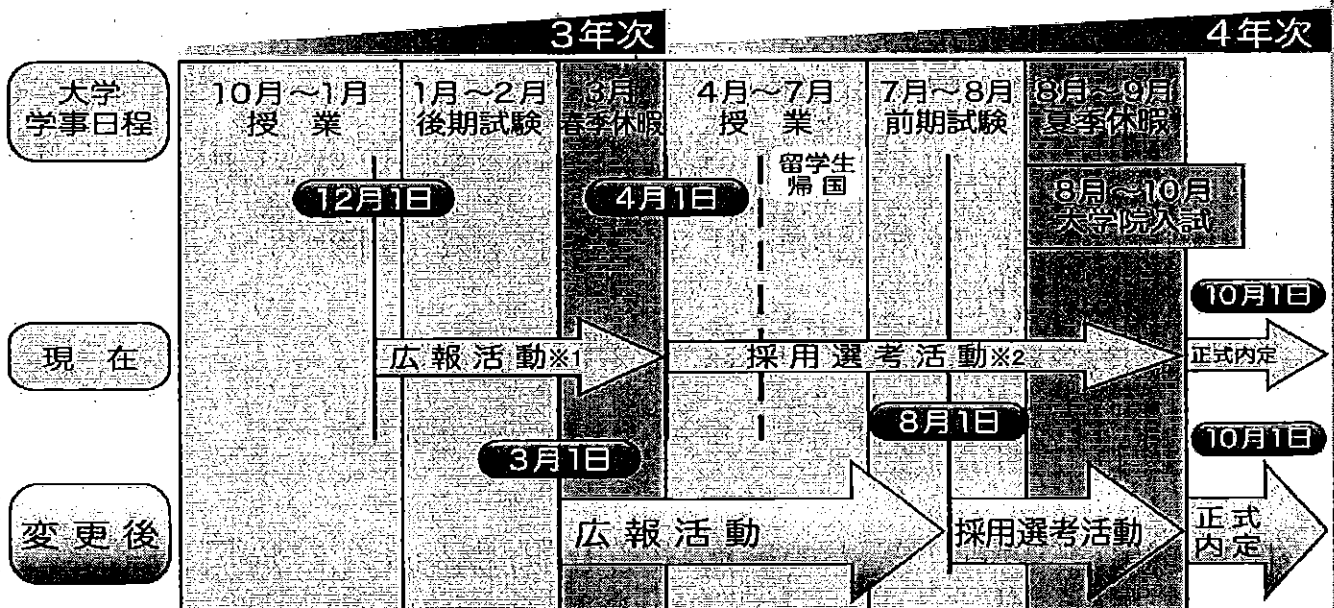 3年次
4年次
大学
学事日程
10月～1月
授 業
1月～2月
後期試験
3月
春季休暇
4月～7月
授 業
7月～8月
前期試験
8月～9月
夏季休暇
留学生
帰国
12月1日
4月1日
8月～10月
大学院入試
10月1日
現 在
広報活動※1
採用選考活動※2
正式内定
8月1日
10月1日
3月1日
変更後
広報活動
採用選考活動
正式
内定